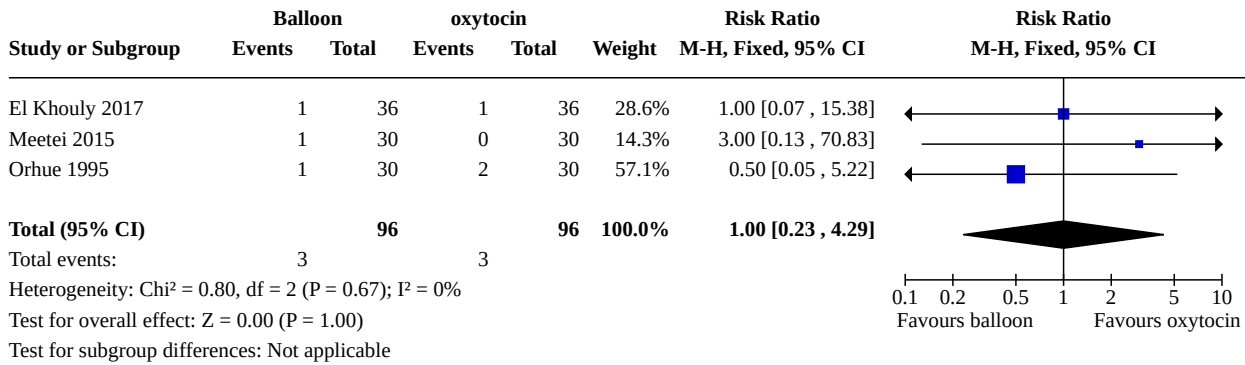 Balloon oxytocin Risk Ratio Risk Ratio
Study or Subgroup Events Total Events Total Weight M-H, Fixed, 95% CI M-H, Fixed, 95% CI
El Khouly 2017 1 36 1 36 28.6% 1.00 [0.07 , 15.38]
Meetei 2015 1 30 0 30 14.3% 3.00 [0.13 , 70.83]
Orhue 1995 1 30 2 30 57.1% 0.50 [0.05 , 5.22]
Total (95% CI) 96 96 100.0% 1.00 [0.23 , 4.29]
Total events: 3 3
Heterogeneity: Chi² = 0.80, df = 2 (P = 0.67); I² = 0%
0.1 0.2 0.5 1 2 5 10
Test for overall effect: Z = 0.00 (P = 1.00) Favours balloon Favours oxytocin
Test for subgroup differences: Not applicable